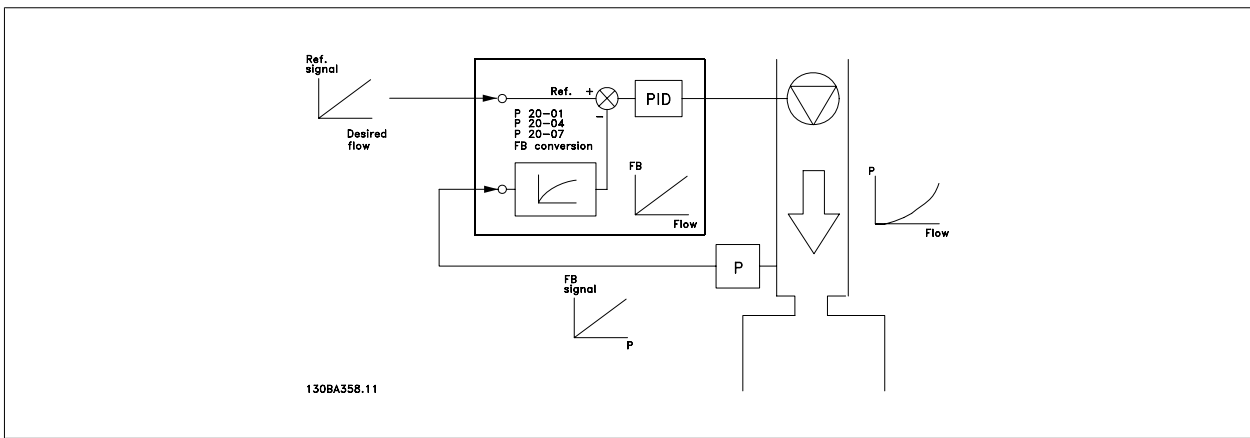 Ref.
signal
Desired
flow
Ref.
+
-
P 20-01
P 20-04
P 20-07
FB conversion
PID
FB
Flow
P
Flow
P
FB
signal
P
130BA358.11